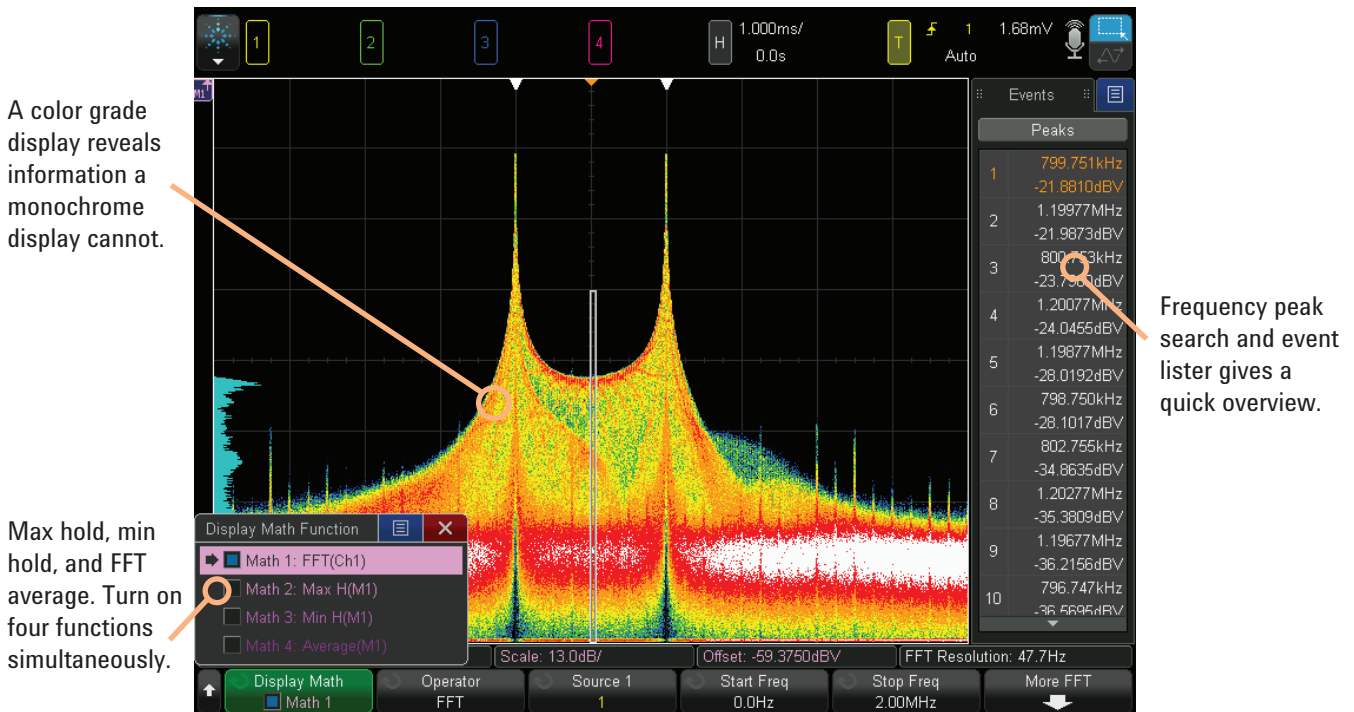 1
2
3
4
H
1.000ms/
0.0s
T
1
Auto
1.68mV
M1
A color grade
display reveals
information a
monochrome
display cannot.
Max hold, min
hold, and FFT
average. Turn on
four functions
simultaneously.
Events
Peaks
1
799.751kHz
-21.8810dBV
2
1.19977MHz
-21.9873dBV
3
800.753kHz
4
1.20077MHz
-24.0455dBV
5
1.19877MHz
-28.0192dBV
6
798.750kHz
-28.1017dBV
7
802.755kHz
-34.8635dBV
8
1.20277MHz
-35.3809dBV
9
1.19677MHz
-36.2156dBV
10
796.747kHz
-36.5695dBV
Frequency peak
search and event
lister gives a
quick overview.
Display Math Function
Math 1: FFT(Ch1)
Math 2: Max H(M1)
Math 3: Min H(M1)
Math 4: Average(M1)
Scale: 13.0dB/
Offset: -59.3750dBV
FFT Resolution: 47.7Hz
Display Math
Math 1
Operator
FFT
Source 1
1
Start Freq
0.0Hz
Stop Freq
2.00MHz
More FFT